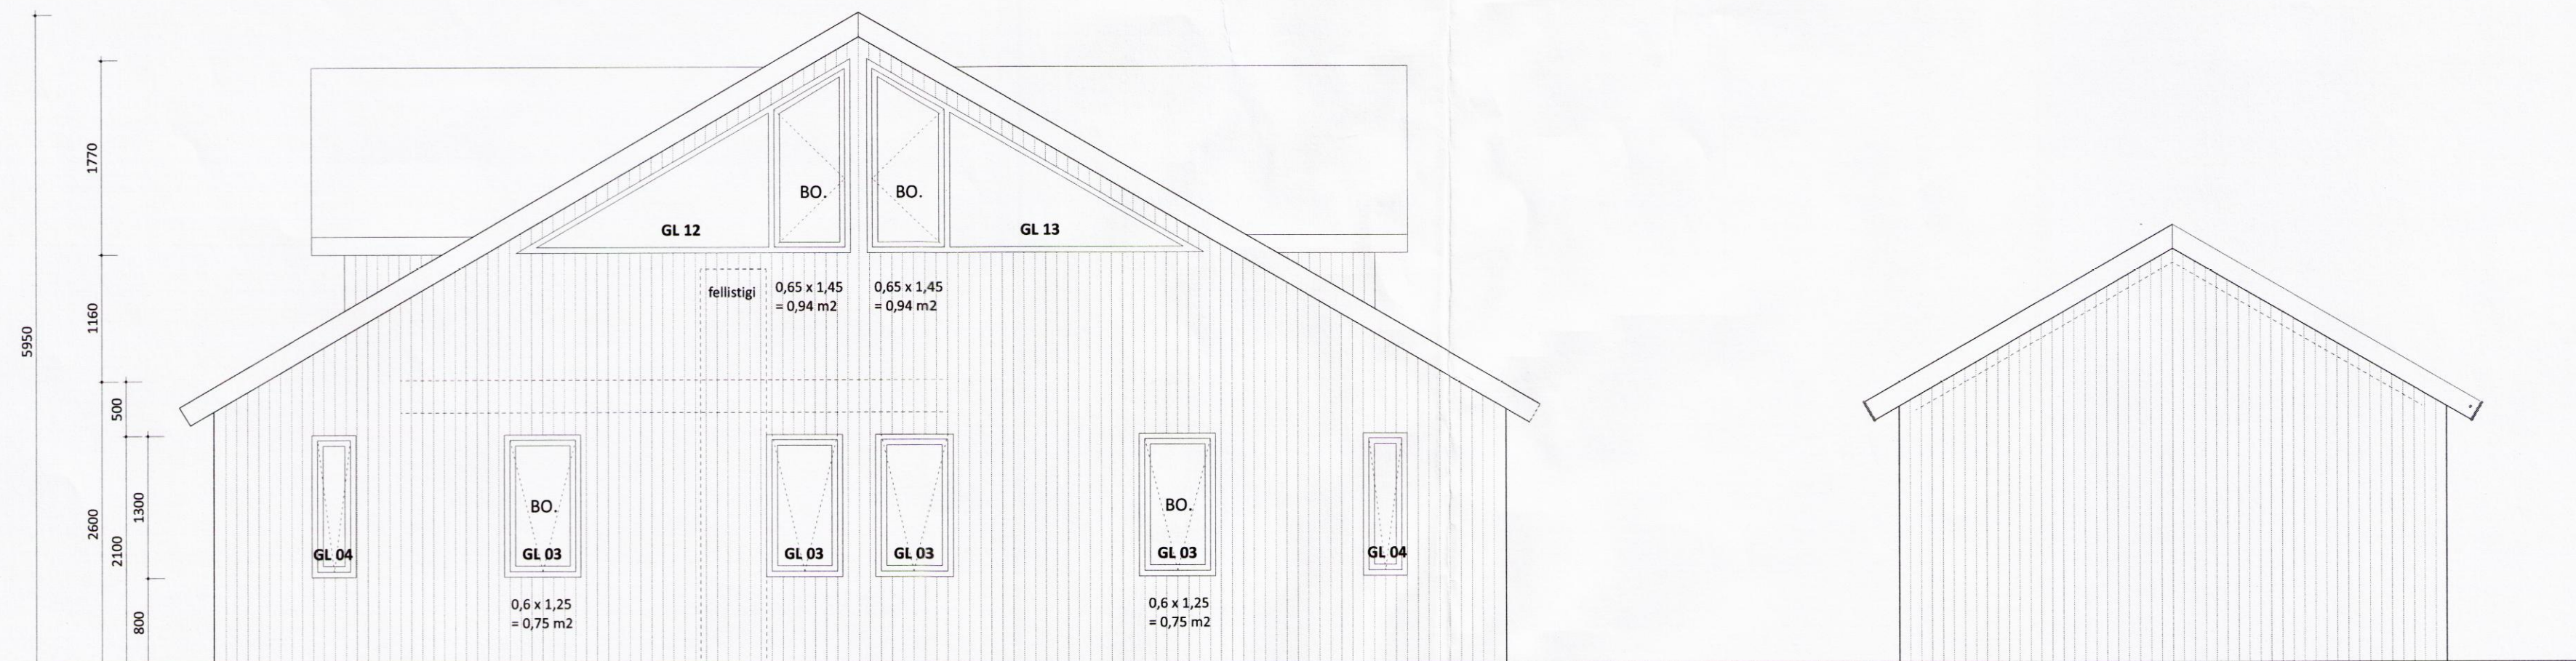 1770
BO.
BO.
GL 12
GL 13
fellistigi
0,65 x 1,45
= 0,94 m2
0,65 x 1,45
= 0,94 m2
1160
5950
500
1300
2600
2100
800
BO.
BO.
GL 04
GL 03
GL 03
GL 03
GL 03
GL 04
0,6 x 1,25
= 0,75 m2
0,6 x 1,25
= 0,75 m2